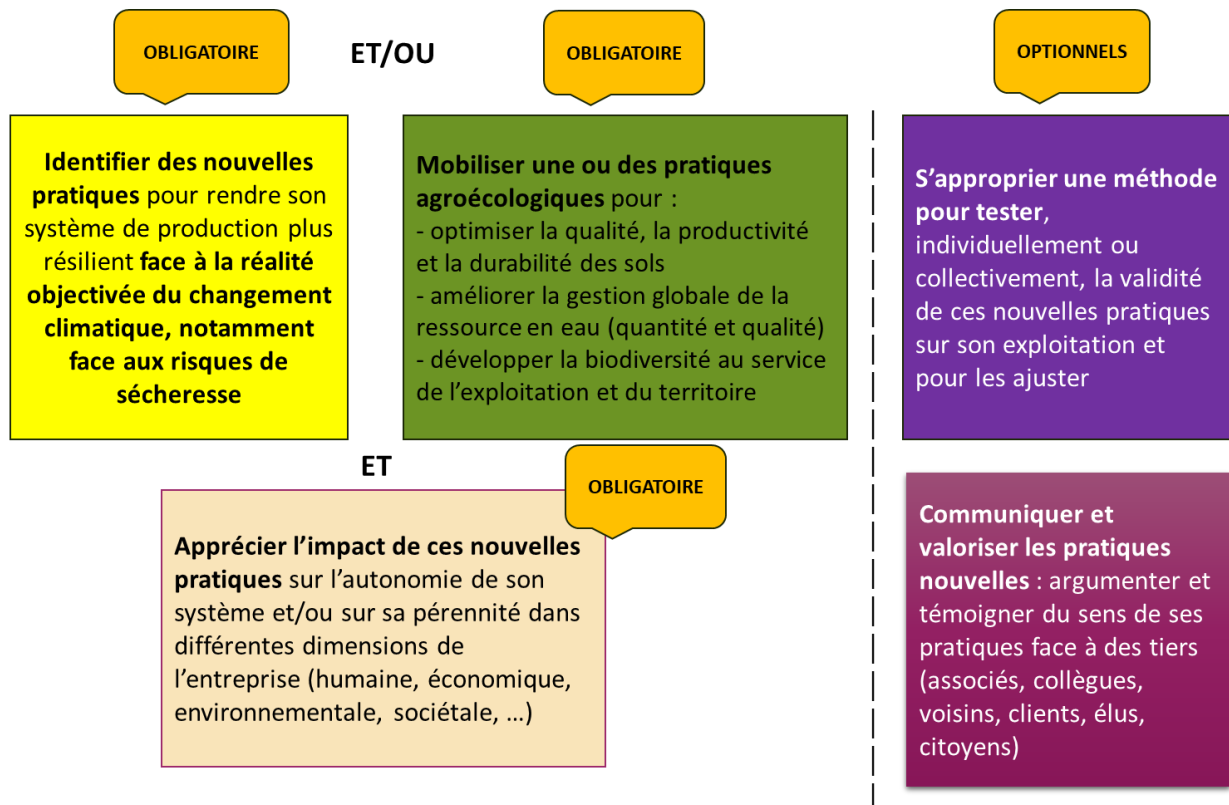 OBLIGATOIRE
ET/OU
OBLIGATOIRE
OPTIONNELS
Identifier des nouvelles
pratiques pour rendre son
système de production plus
résilient face à la réalité
objectivée du changement
climatique, notamment
face aux risques de
sécheresse
Mobiliser une ou des pratiques
agroécologiques pour :
- optimiser la qualité, la productivité
et la durabilité des sols
- améliorer la gestion globale de la
ressource en eau (quantité et qualité)
- développer la biodiversité au service
de l’exploitation et du territoire
S’approprier une méthode
pour tester,
individuellement ou
collectivement, la validité
de ces nouvelles pratiques
sur son exploitation et
pour les ajuster
ET
OBLIGATOIRE
Apprécier l’impact de ces nouvelles
pratiques sur l’autonomie de son
système et/ou sur sa pérennité dans
différentes dimensions de
l’entreprise (humaine, économique,
environnementale, sociétale, …)
Communiquer et
valoriser les pratiques
nouvelles : argumenter et
témoigner du sens de ses
pratiques face à des tiers
(associés, collègues,
voisins, clients, élus,
citoyens)